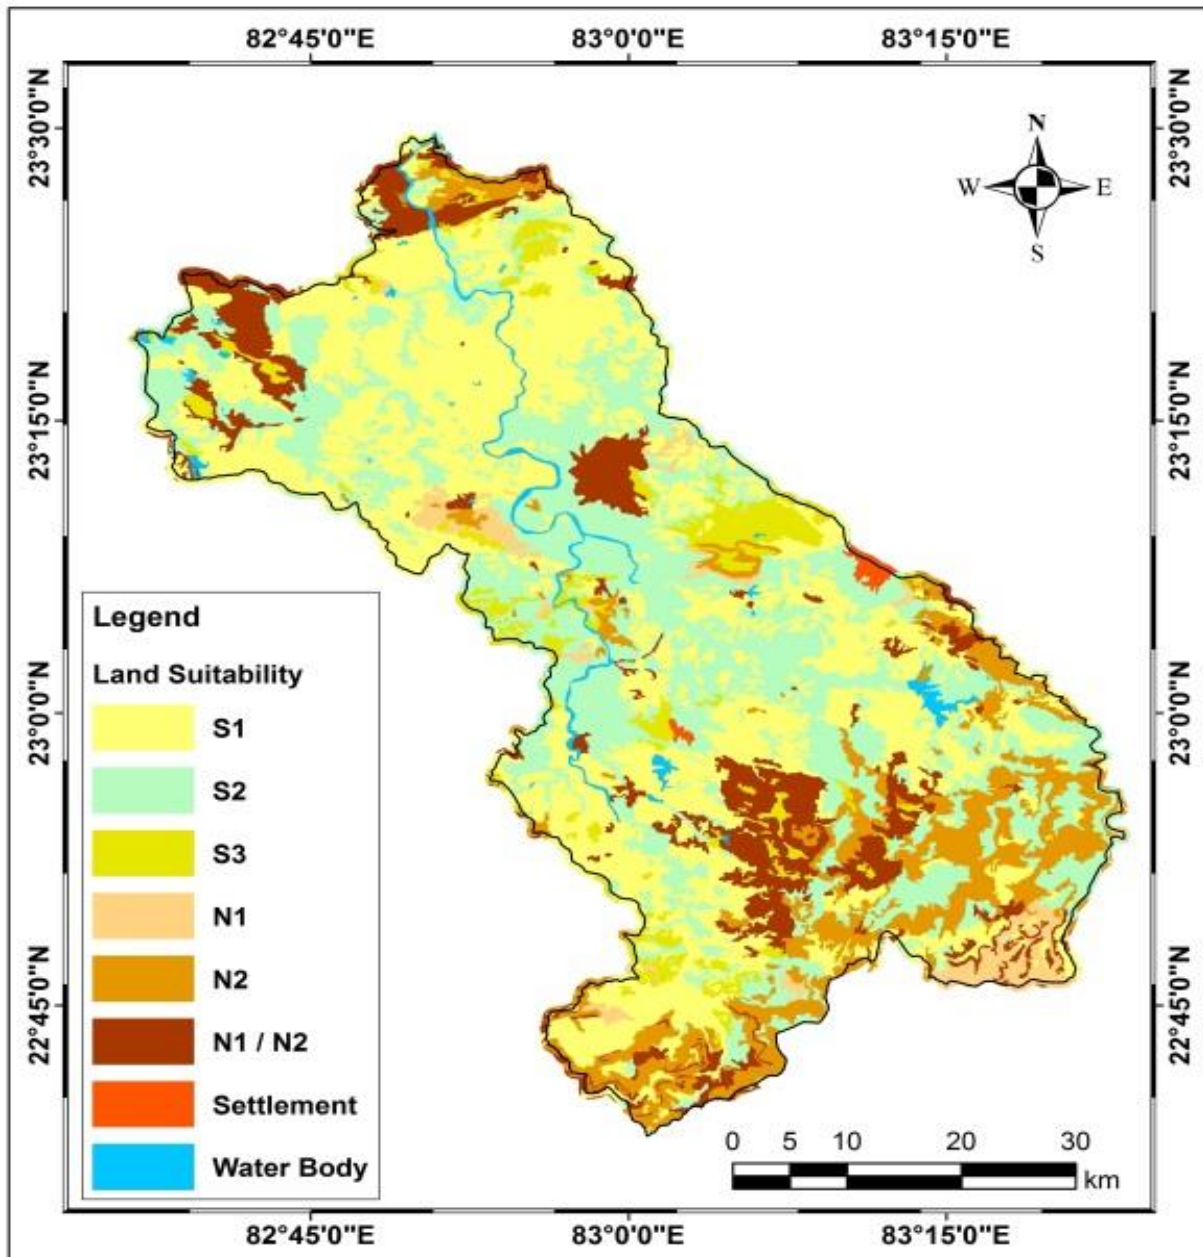 82°45'0"E 83°0'0"E 83°15'0"E
23°30'0"N 23°30'0"N
N
W E
S
23°15'0"N 23°15'0"N
Legend
Land Suitability
S1
S2
S3
N1
N2
N1 / N2
Settlement
Water Body
23°0'0"N 23°0'0"N
22°45'0"N 22°45'0"N
0 5 10 20 30
km
82°45'0"E 83°0'0"E 83°15'0"E